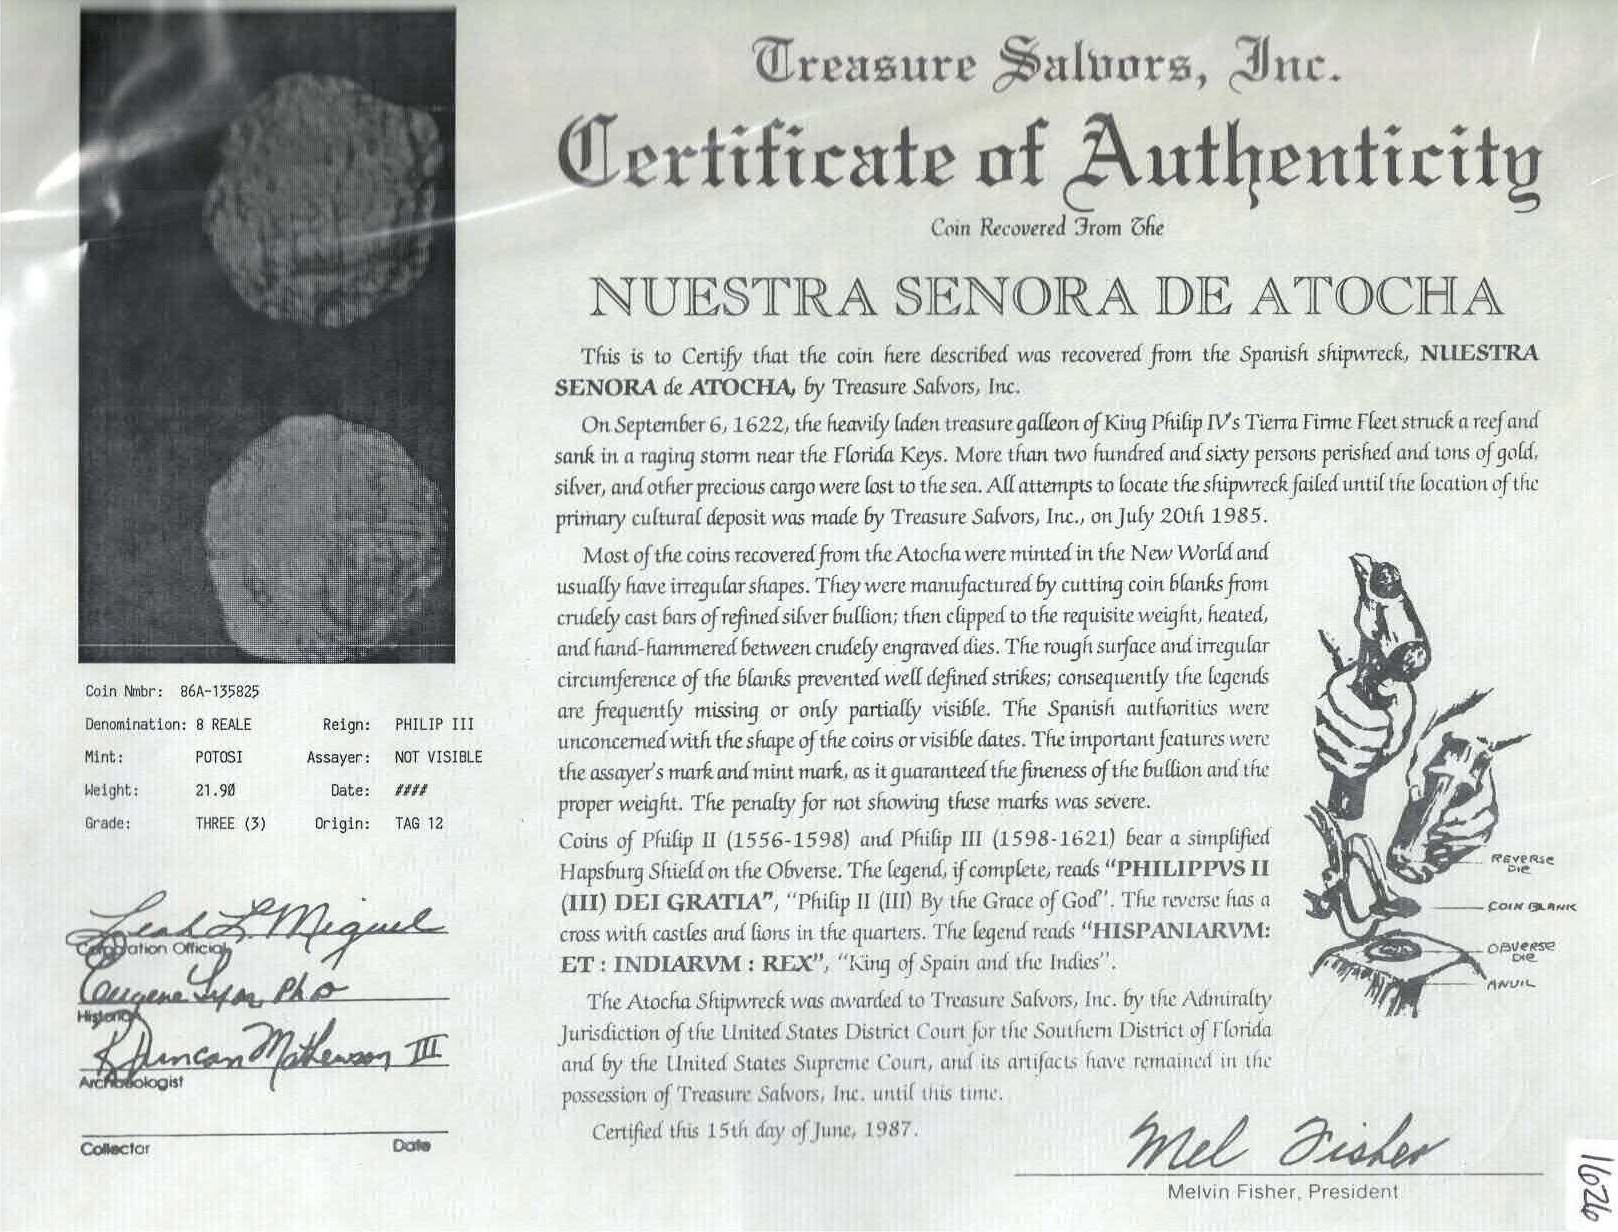 Treasure Salvors, Inc.
Certificate of Authenticity
Coin Recovered From The
NUESTRA SENORA DE ATOCHA
This is to Certify that the coin here described was recovered from the Spanish shipwreck, NUESTRA
SENORA de ATOCHA, by Treasure Salvors, Inc.
On September 6, 1622, the heavily laden treasure galleon of King Philip IV's Tierra Firme Fleet struck a reef and
sank in a raging storm near the Florida Keys. More than two hundred and sixty persons perished and tons of gold,
silver, and other precious cargo were lost to the sea. All attempts to locate the shipwreck failed until the location of the
primary cultural deposit was made by Treasure Salvors, Inc., on July 20th 1985.
Most of the coins recovered from the Atocha were minted in the New World and
usually have irregular shapes. They were manufactured by cutting coin blanks from
crudely cast bars of refined silver bullion; then clipped to the requisite weight, heated,
and hand-hammered between crudely engraved dies. The rough surface and irregular
circumference of the blanks prevented well defined strikes; consequently the legends
are frequently missing or only partially visible. The Spanish authorities were
unconcerned with the shape of the coins or visible dates. The important features were
the assayer's mark and mint mark, as it guaranteed the fineness of the bullion and the
proper weight. The penalty for not showing these marks was severe.
Coins of Philip II (1556-1598) and Philip III (1598-1621) bear a simplified
Hapsburg Shield on the Obverse. The legend, if complete, reads "PHILIPPVS II
(III) DEI GRATIA", "Philip II (III) By the Grace of God". The reverse has a
cross with castles and lions in the quarters. The legend reads "HISPANIARVM:
ET : INDIARVM : REX", "King of Spain and the Indies".
The Atocha Shipwreck was awarded to Treasure Salvors, Inc. by the Admiralty
Jurisdiction of the United States District Court for the Southern District of Florida
and by the United States Supreme Court, and its artifacts have remained in the
possession of Treasure Salvors, Inc. until this time.
Certified this 15th day of June, 1987.
Mel Fisher
Melvin Fisher, President
REVERSE
DIE
COIN BLANK
OBVERSE
DIE
ANVIL
Coin Nmbr: 86A-135825
Denomination: 8 REALE Reign: PHILIP III
Mint: POTOSI Assayer: NOT VISIBLE
Weight: 21.90 Date: ####
Grade: THREE (3) Origin: TAG 12
Leah L Miguel
Corporation Official
Eugene Lyon, PhD
Historian
R Duncan Mathewson III
Archaeologist
Collector Date
1626